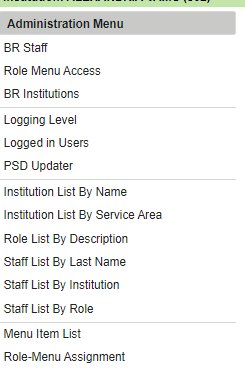 Administration Menu
BR Staff
Role Menu Access
BR Institutions
Logging Level
Logged in Users
PSD Updater
Institution List By Name
Institution List By Service Area
Role List By Description
Staff List By Last Name
Staff List By Institution
Staff List By Role
Menu Item List
Role-Menu Assignment